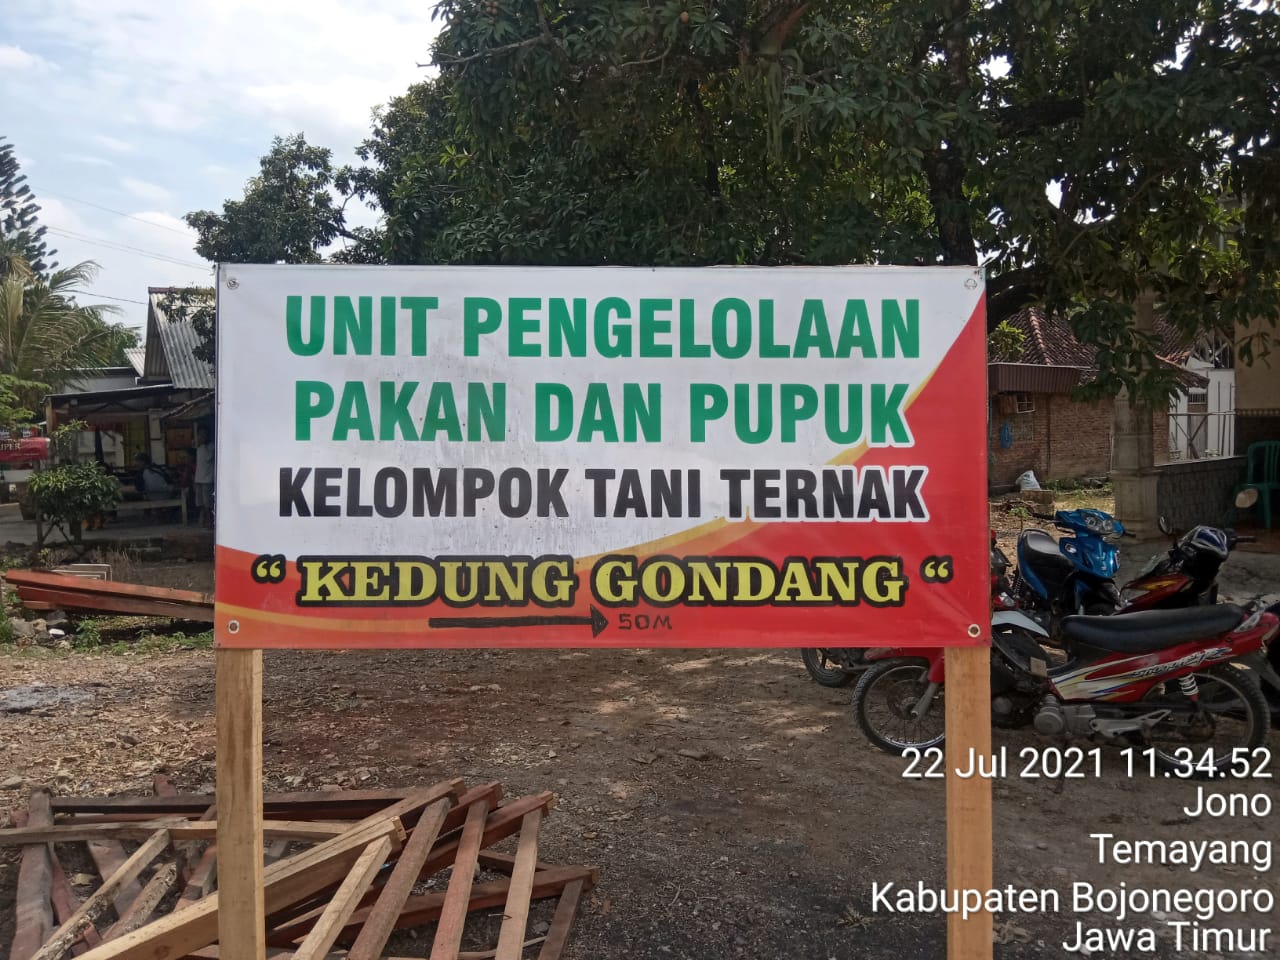 UNIT PENGELOLAAN
PAKAN DAN PUPUK
KELOMPOK TANI TERNAK
“ KEDUNG GONDANG “
50M
22 Jul 2021 11.34.52
Jono
Temayang
Kabupaten Bojonegoro
Jawa Timur